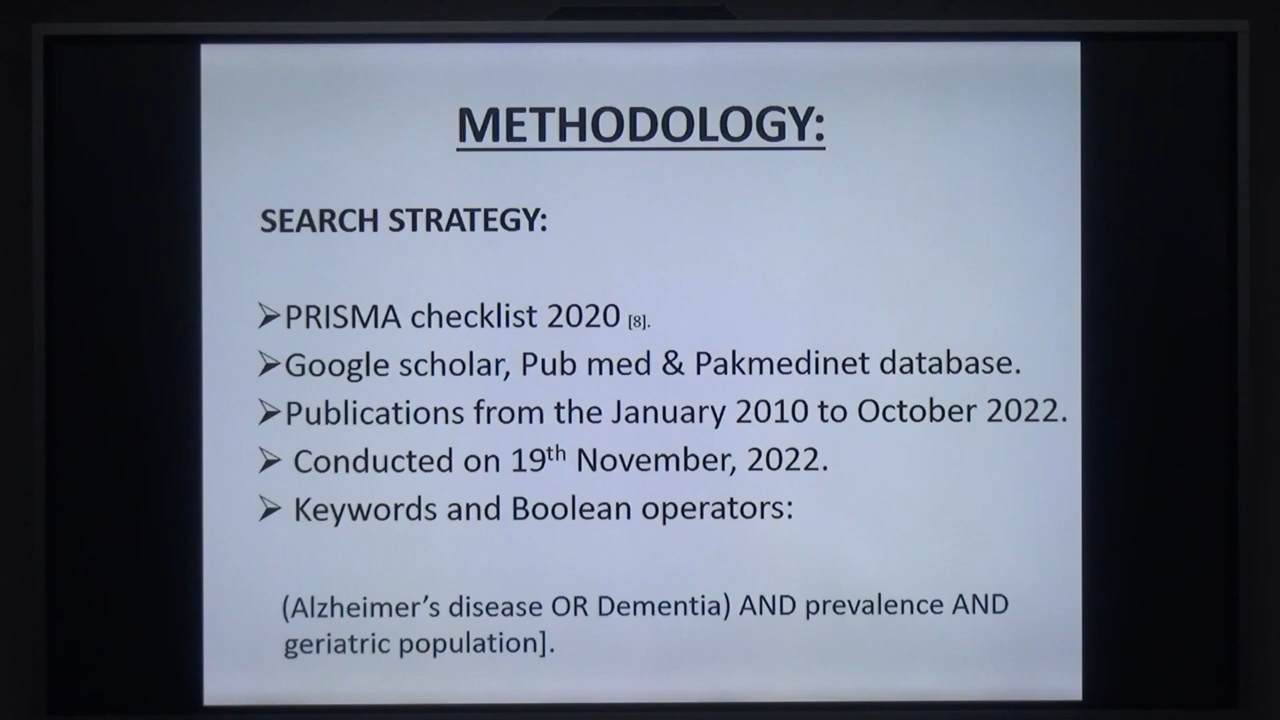 METHODOLOGY:
SEARCH STRATEGY:
➢PRISMA checklist 2020 [8].
➢Google scholar, Pub med & Pakmedinet database.
➢Publications from the January 2010 to October 2022.
➢ Conducted on 19th November, 2022.
➢ Keywords and Boolean operators:
(Alzheimer’s disease OR Dementia) AND prevalence AND
geriatric population].